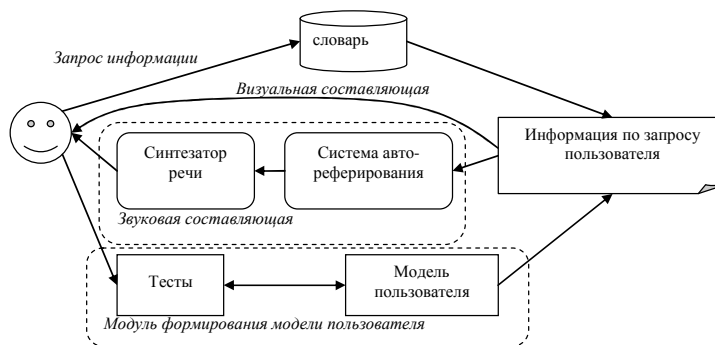 словарь
Запрос информации
Визуальная составляющая
Информация по запросу
пользователя
Синтезатор
речи
Система авто-
реферирования
Звуковая составляющая
Тесты
Модель
пользователя
Модуль формирования модели пользователя